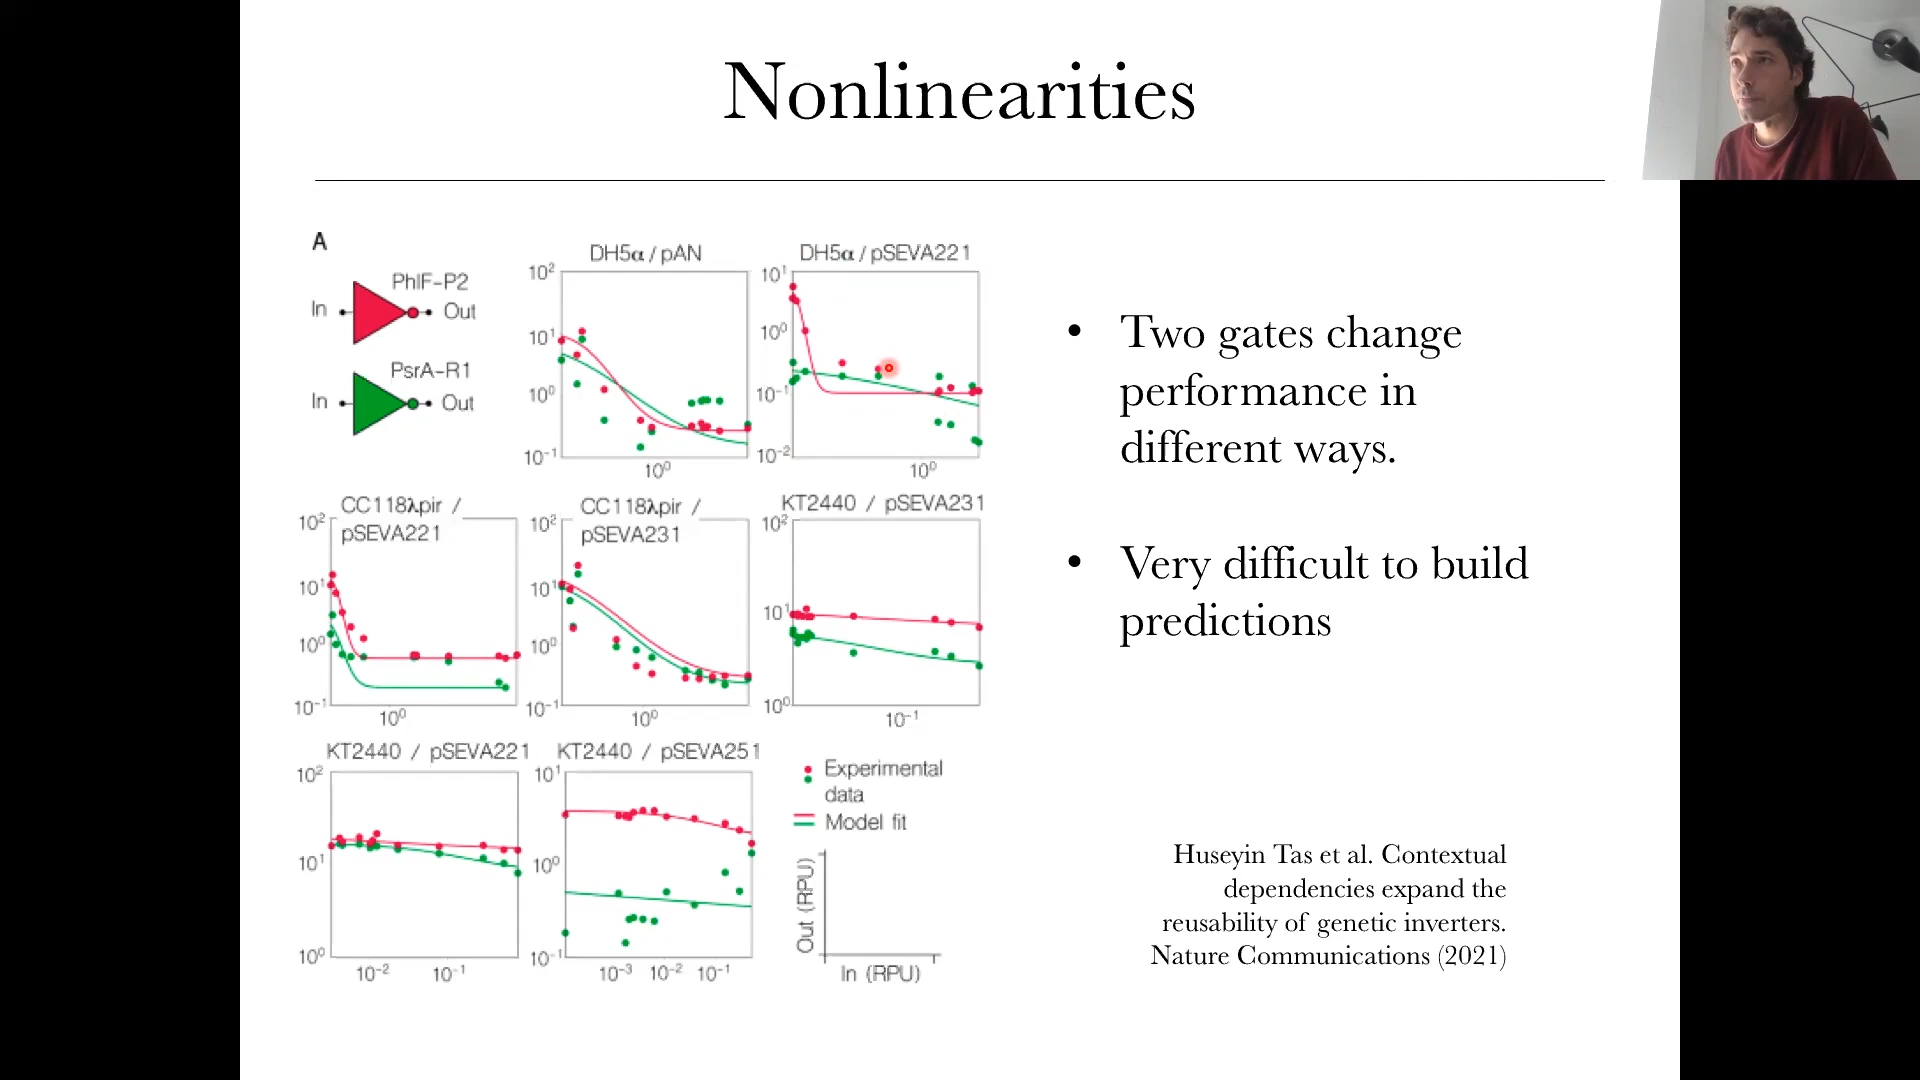 Nonlinearities
A
PhlF-P2
In
Out
PsrA-R1
In
Out
DH5α / pAN
10² 
10¹
10⁰
10⁻¹
10⁰
DH5α / pSEVA221
10¹
10⁰
10⁻¹
10⁻²
10⁰
CC118λpir /
pSEVA221
10²
10¹
10⁰
10⁻¹
10⁰
CC118λpir /
pSEVA231
10²
10¹
10⁰
10⁻¹
10⁰
KT2440 / pSEVA231
10²
10¹
10⁰
10⁻¹
KT2440 / pSEVA221
10²
10¹
10⁰
10⁻² 10⁻¹
KT2440 / pSEVA251
10¹
10⁰
10⁻¹
10⁻³ 10⁻² 10⁻¹
Experimental
data
Model fit
Out (RPU)
In (RPU)
• Two gates change
performance in
different ways.
• Very difficult to build
predictions
Huseyin Tas et al. Contextual
dependencies expand the
reusability of genetic inverters.
Nature Communications (2021)